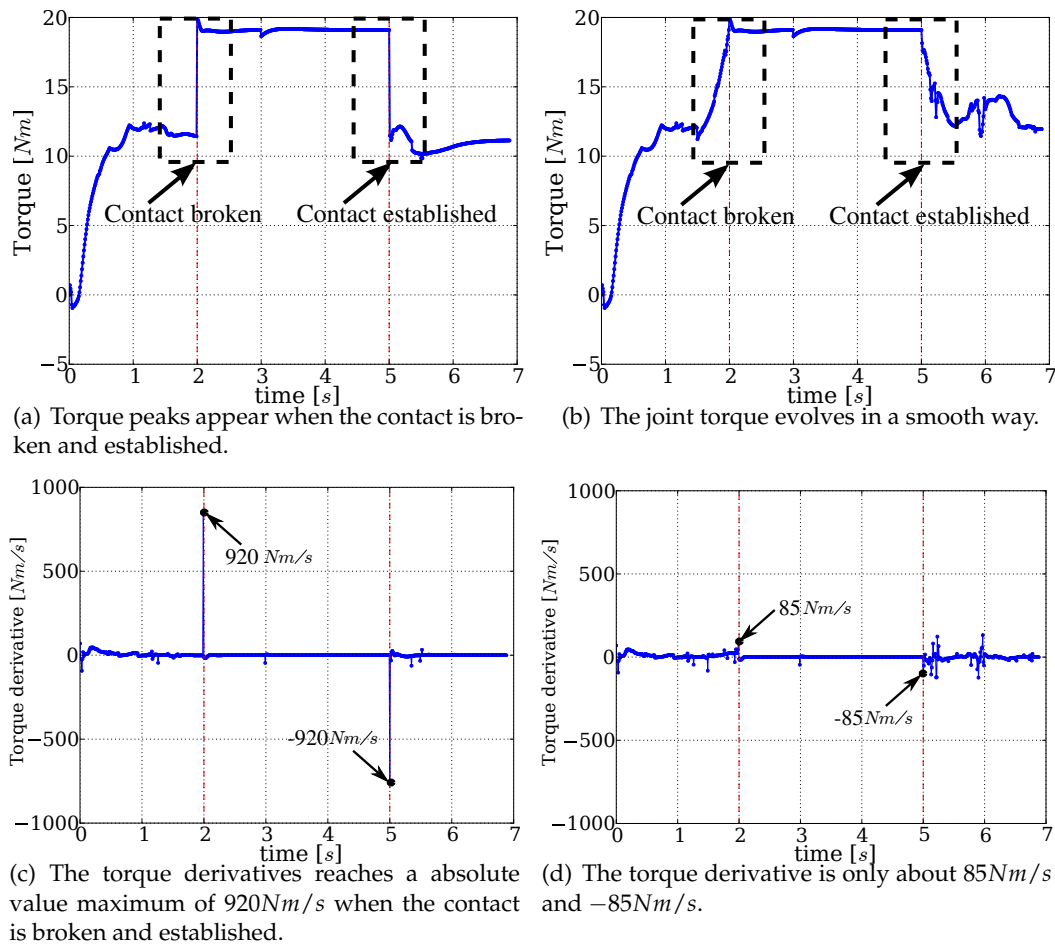 20
15
10
5
0
−5
Torque [Nm]
Contact broken
Contact established
0 1 2 3 4 5 6 7
time [s]
(a) Torque peaks appear when the contact is bro-
ken and established.
20
15
10
5
0
−5
Torque [Nm]
Contact broken
Contact established
0 1 2 3 4 5 6 7
time [s]
(b) The joint torque evolves in a smooth way.
1000
500
0
−500
−1000
Torque derivative [Nm/s]
920 Nm/s
-920Nm/s
0 1 2 3 4 5 6 7
time [s]
(c) The torque derivatives reaches a absolute
value maximum of 920Nm/s when the contact
is broken and established.
1000
500
0
−500
−1000
Torque derivative [Nm/s]
85Nm/s
-85Nm/s
0 1 2 3 4 5 6 7
time [s]
(d) The torque derivative is only about 85Nm/s
and −85Nm/s.